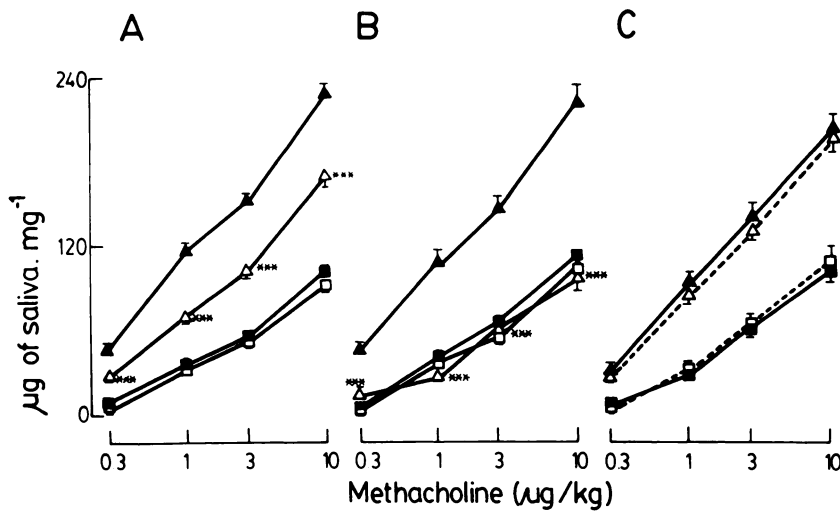 A B C
240
120
0
µg of saliva. mg⁻¹
***
***
***
***
***
***
***
***
0.3 1 3 10 0.3 1 3 10 0.3 1 3 10
Methacholine (µg/kg)